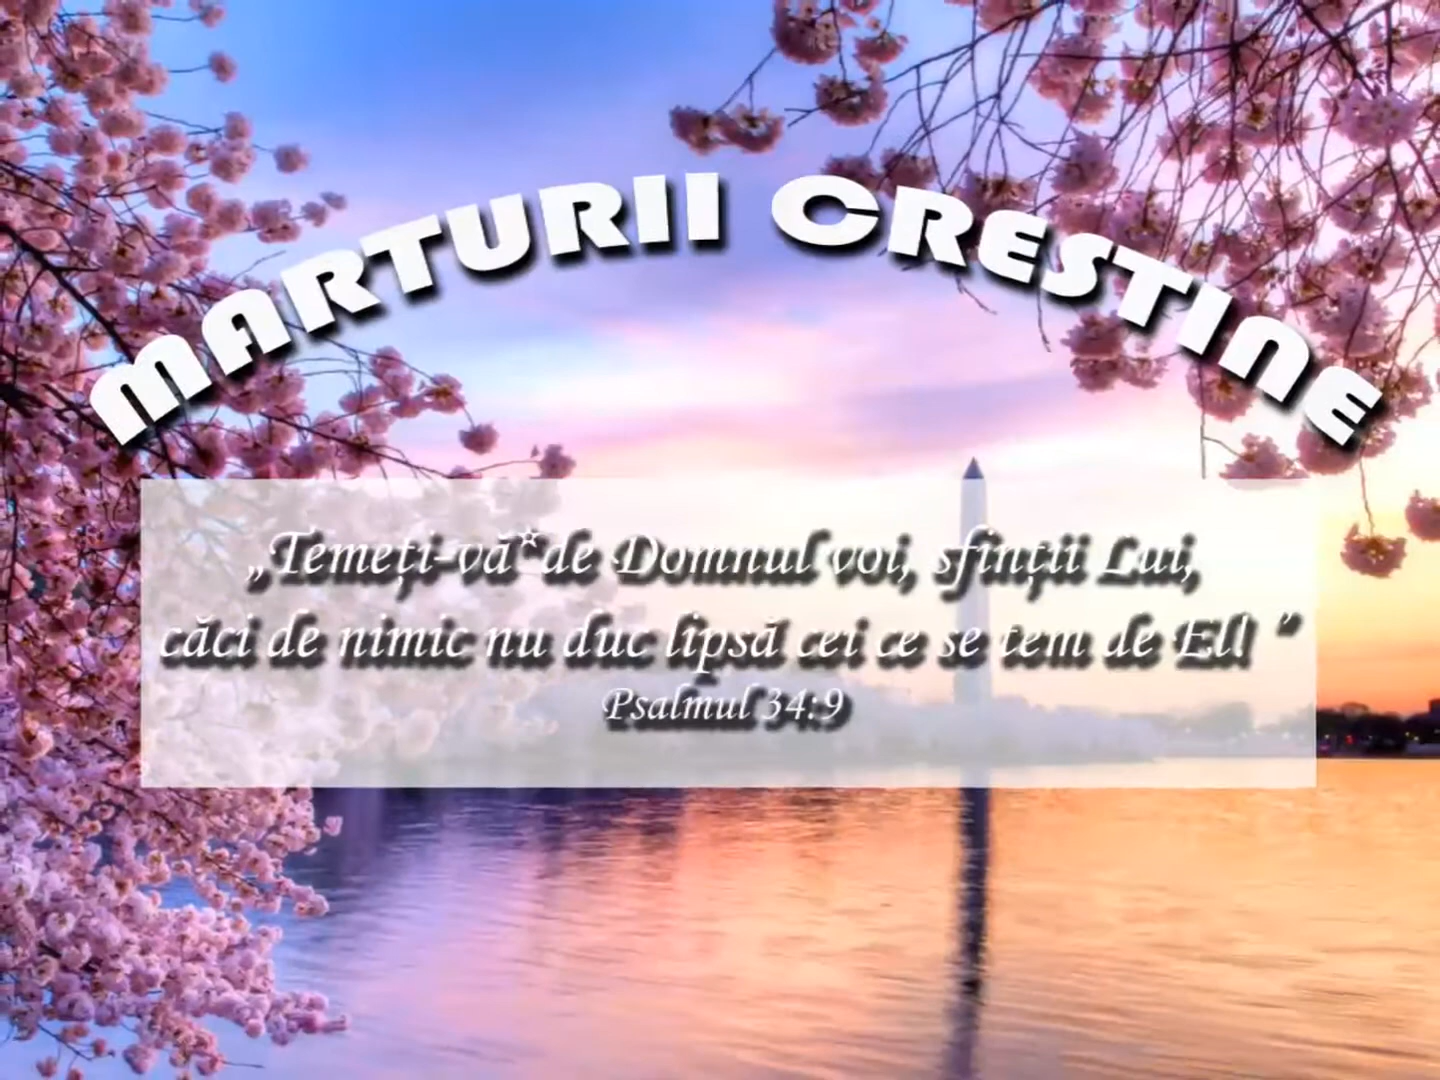 MARTURII CRESTINE
„Temeți-vă*de Domnul voi, sfinții Lui,
căci de nimic nu duc lipsă cei ce se tem de El! ”
Psalmul 34:9